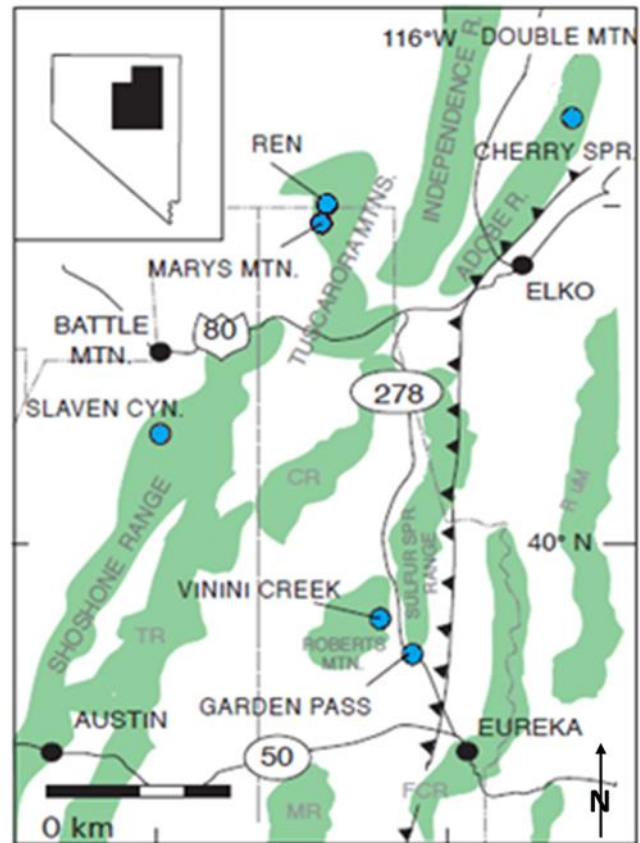 116°W
DOUBLE MTN
INDEPENDENCE R.
REN
CHERRY SPR.
TUSCARORA MTNS.
ADOBE R.
MARYS MTN.
ELKO
BATTLE
MTN.
80
278
SLAVEN CYN.
CR
R UM
SHOSHONE RANGE
SULFUR SPR
RANGE
40° N
VININI CREEK
TR
ROBERTS
MTN.
GARDEN PASS
AUSTIN
EUREKA
50
N
MR
FCR
0 km